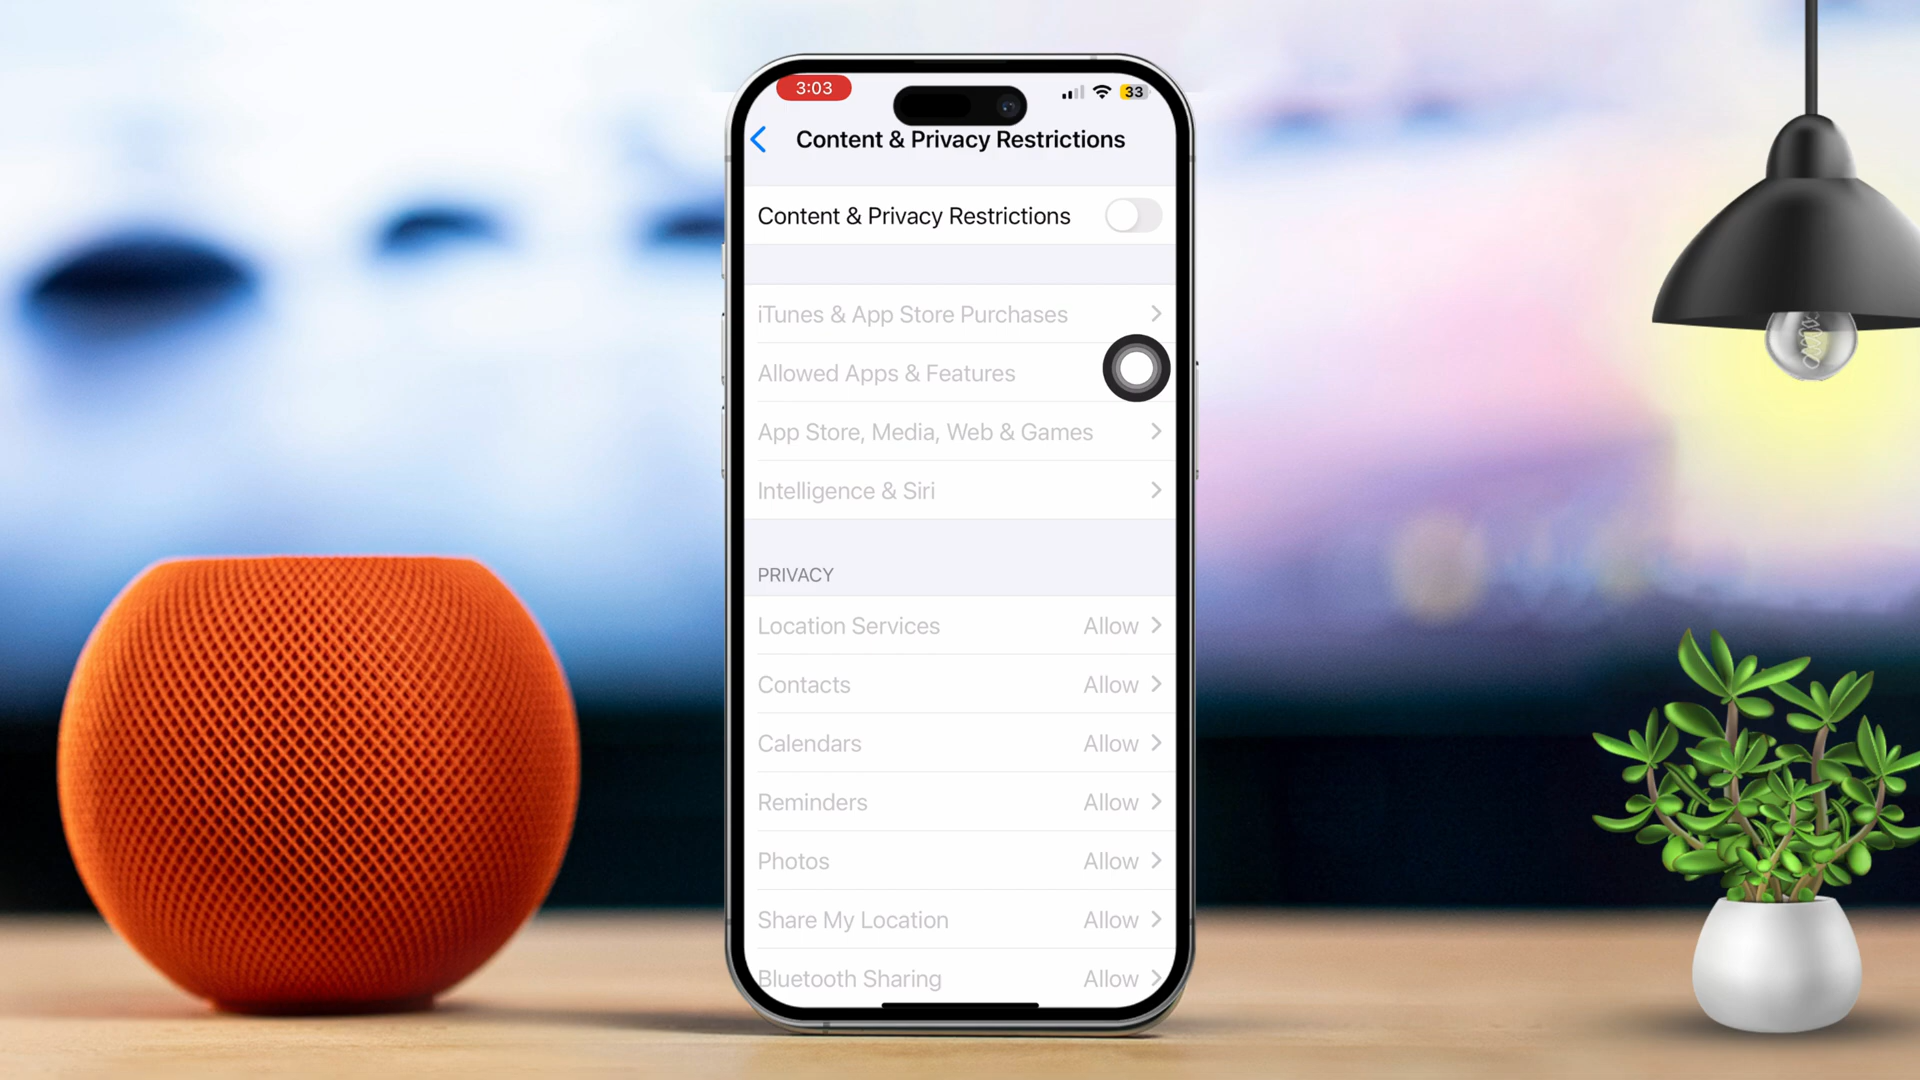 3:03
33
Content & Privacy Restrictions
Content & Privacy Restrictions
iTunes & App Store Purchases
Allowed Apps & Features
App Store, Media, Web & Games
Intelligence & Siri
PRIVACY
Location Services Allow
Contacts Allow
Calendars Allow
Reminders Allow
Photos Allow
Share My Location Allow
Bluetooth Sharing Allow